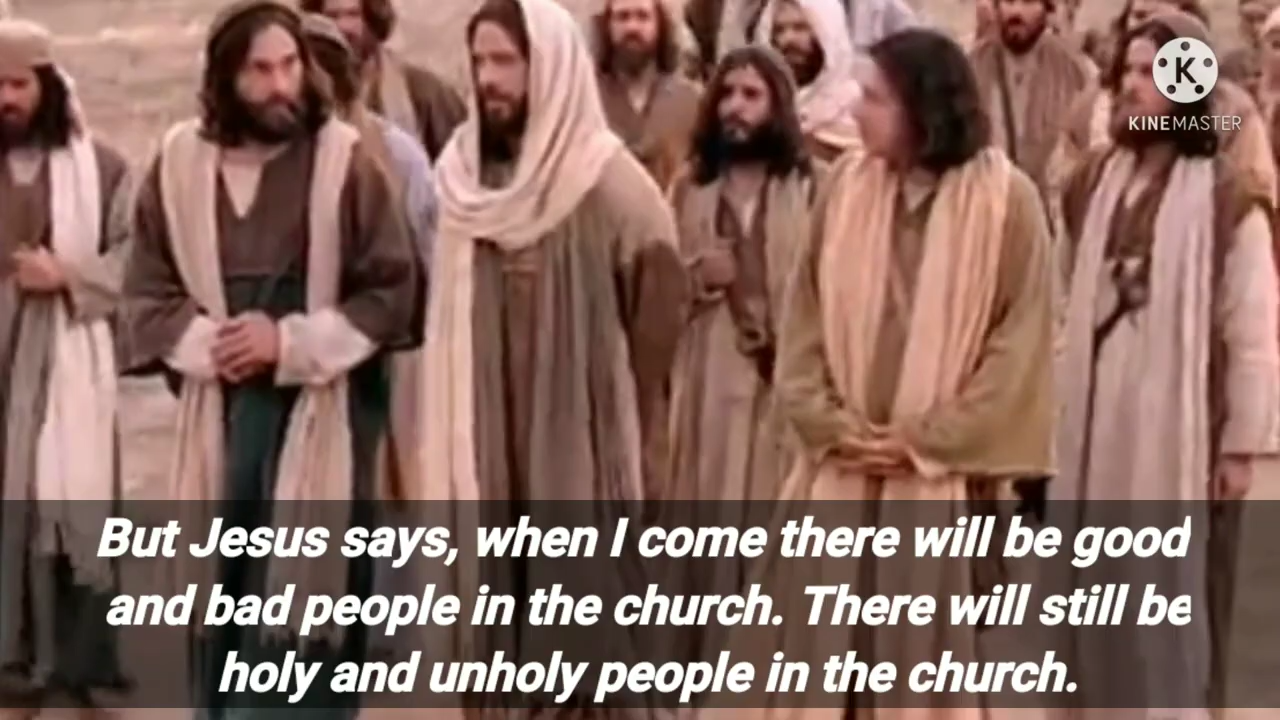 K
KINEMASTER
But Jesus says, when I come there will be good
and bad people in the church. There will still be
holy and unholy people in the church.